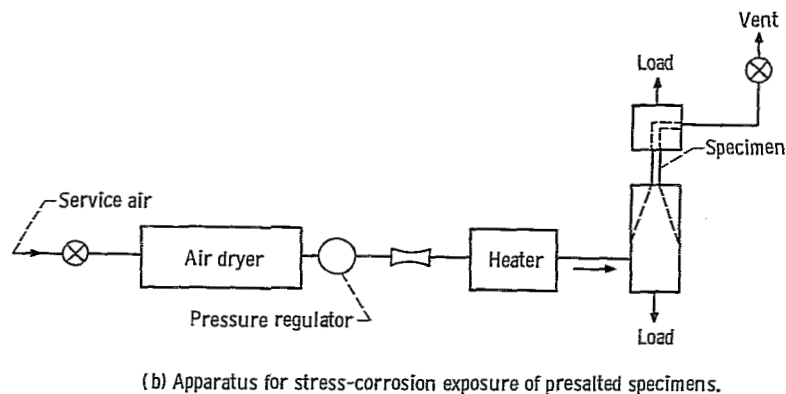 Vent
Load
Specimen
Service air
Air dryer
Heater
Pressure regulator
Load
(b) Apparatus for stress-corrosion exposure of presalted specimens.